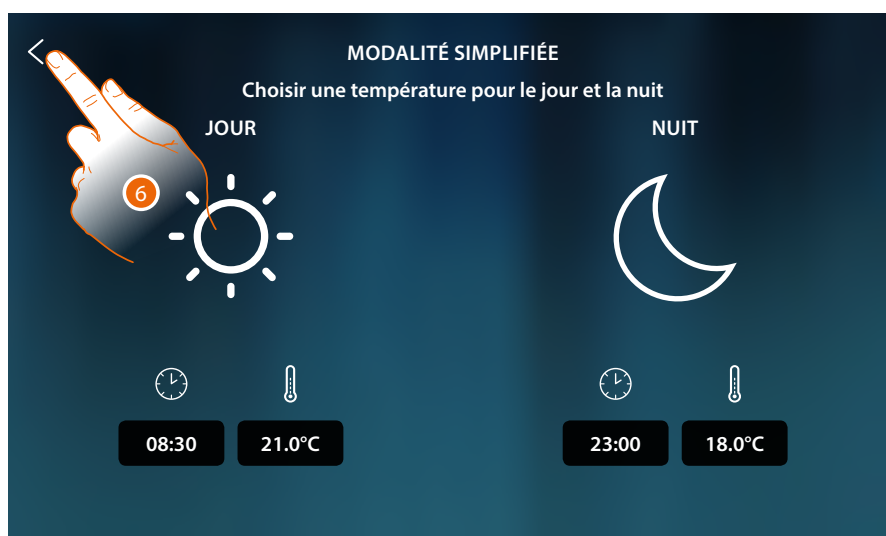 MODALITÉ SIMPLIFIÉE
Choisir une température pour le jour et la nuit
JOUR
NUIT
6
08:30
21.0°C
23:00
18.0°C